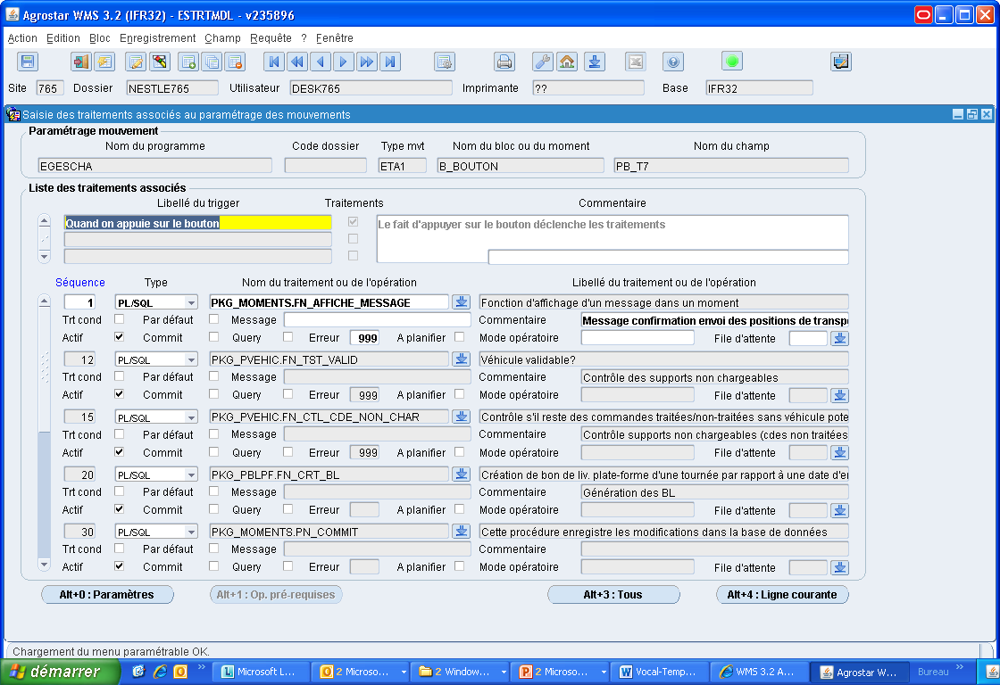 Agrostar WMS 3.2 (IFR32) - ESTRTMDL - v235896
Action Edition Bloc Enregistrement Champ Requête ? Fenêtre
Site 765 Dossier NESTLE765 Utilisateur DESK765 Imprimante ?? Base IFR32
Saisie des traitements associés au paramétrage des mouvements
Paramétrage mouvement
Nom du programme Code dossier Type mvt Nom du bloc ou du moment Nom du champ
EGESCHA ETA1 B_BOUTON PB_T7
Liste des traitements associés
Libellé du trigger Traitements Commentaire
Quand on appuie sur le bouton Le fait d'appuyer sur le bouton déclenche les traitements
Séquence Type Nom du traitement ou de l'opération Libellé du traitement ou de l'opération
1 PL/SQL PKG_MOMENTS.FN_AFFICHE_MESSAGE Fonction d'affichage d'un message dans un moment
Trt cond Par défaut Message Commentaire Message confirmation envoi des positions de transp
Actif Commit Query Erreur 999 A planifier Mode opératoire File d'attente
12 PL/SQL PKG_PVEHIC.FN_TST_VALID Véhicule validable?
Trt cond Par défaut Message Commentaire Contrôle des supports non chargeables
Actif Commit Query Erreur 999 A planifier Mode opératoire File d'attente
15 PL/SQL PKG_PVEHIC.FN_CTL_CDE_NON_CHAR Contrôle s'il reste des commandes traitées/non-traitées sans véhicule pote
Trt cond Par défaut Message Commentaire Contrôle supports non chargeables (cdes non traitées
Actif Commit Query Erreur 999 A planifier Mode opératoire File d'attente
20 PL/SQL PKG_PBLPF.FN_CRT_BL Création de bon de liv. plate-forme d'une tournée par rapport à une date d'e
Trt cond Par défaut Message Commentaire Génération des BL
Actif Commit Query Erreur A planifier Mode opératoire File d'attente
30 PL/SQL PKG_MOMENTS.PN_COMMIT Cette procédure enregistre les modifications dans la base de données
Trt cond Par défaut Message Commentaire
Actif Commit Query Erreur A planifier Mode opératoire File d'attente
Alt+0 : Paramètres Alt+1 : Op. pré-requises Alt+3 : Tous Alt+4 : Ligne courante
Chargement du menu paramétrable OK.
démarrer Microsoft L... 2 Microso... 2 Window... 2 Microso... Vocal-Temp... WMS 3.2 A... Agrostar W... Bureau